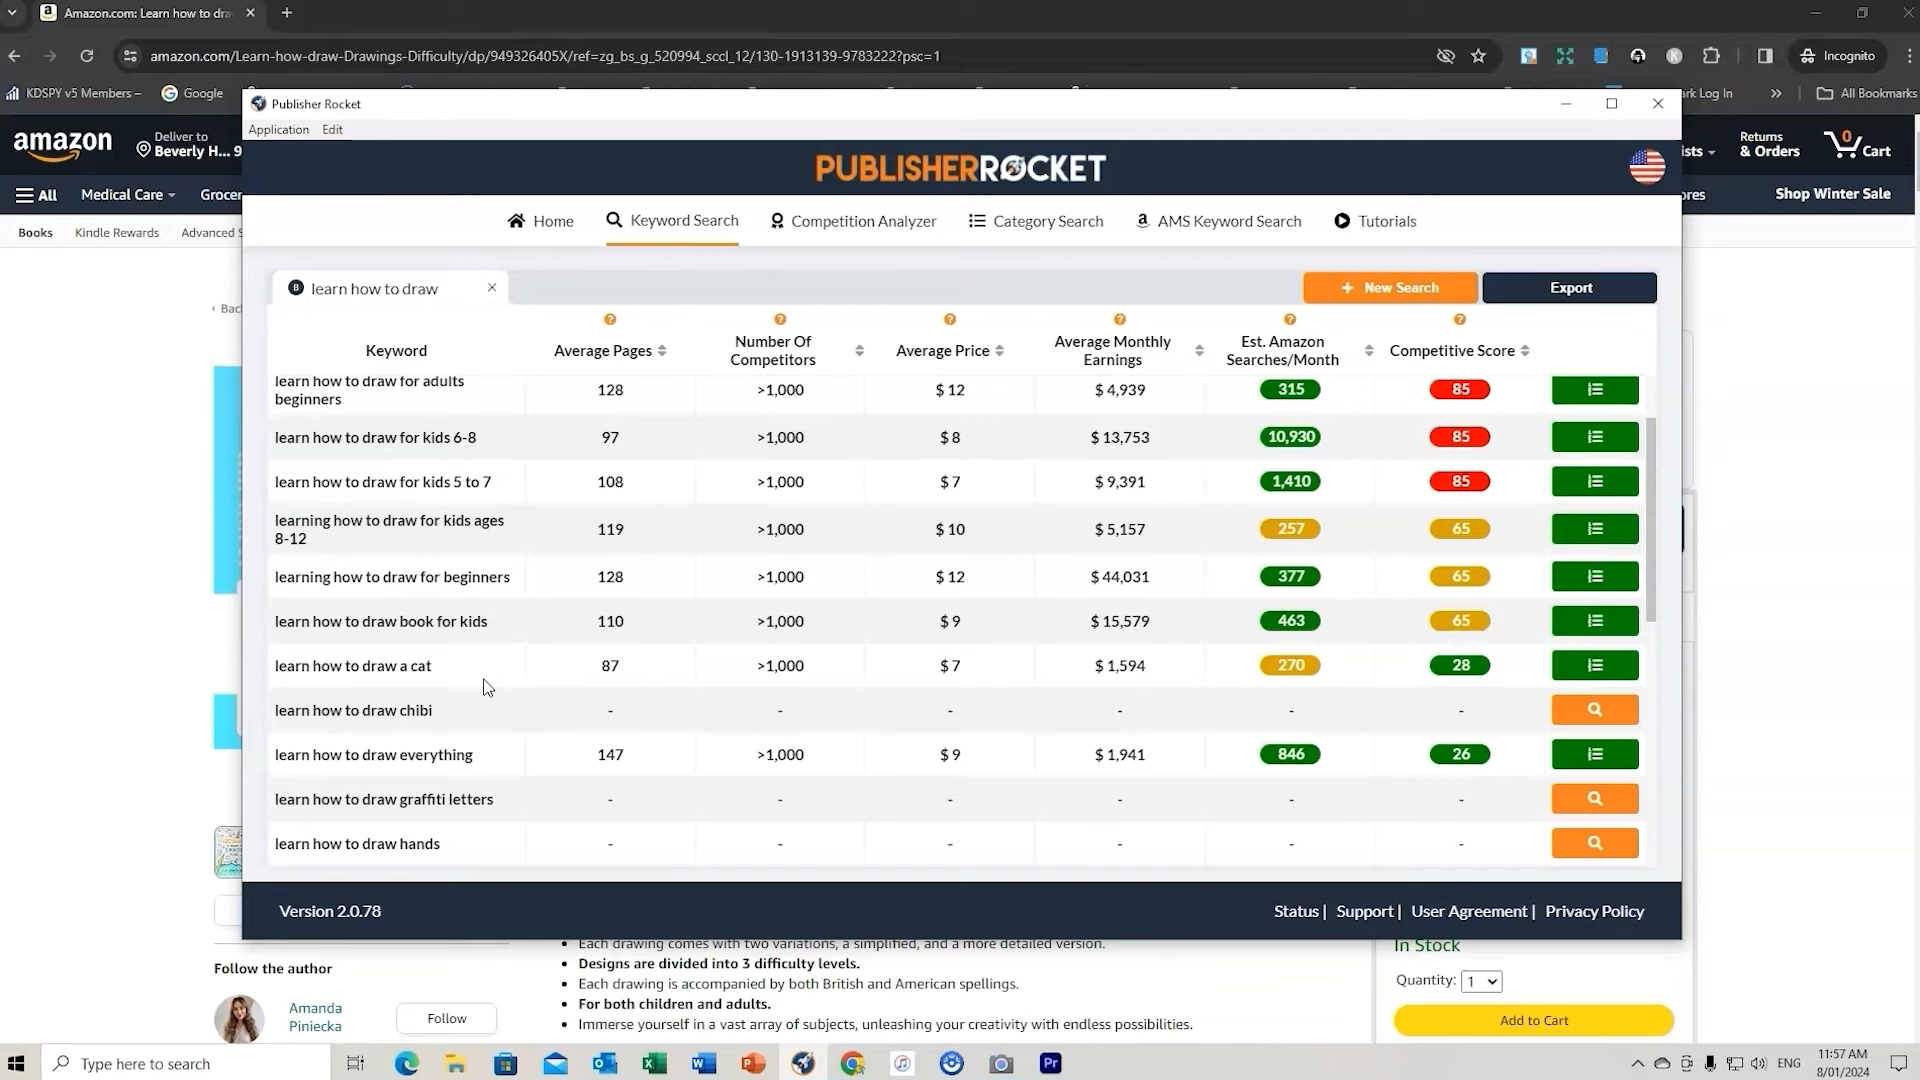 Amazon.com: Learn how to dra
amazon.com/Learn-how-draw-Drawings-Difficulty/dp/949326405X/ref=zg_bs_g_520994_sccl_12/130-1913139-9783222?psc=1
Incognito
KDSPY v5 Members –
Google
ark Log In
All Bookmarks
Publisher Rocket
Application Edit
amazon
Deliver to
Beverly H... 9
PUBLISHERROCKET
ists
Returns
& Orders
0
Cart
All
Medical Care
Grocer
ores
Shop Winter Sale
Books
Kindle Rewards
Advanced S
Home
Keyword Search
Competition Analyzer
Category Search
AMS Keyword Search
Tutorials
‹ Back
B learn how to draw
+ New Search
Export
Keyword
Average Pages
Number Of
Competitors
Average Price
Average Monthly
Earnings
Est. Amazon
Searches/Month
Competitive Score
learn how to draw for adults
beginners
128 >1,000 $ 12 $ 4,939 315 85
learn how to draw for kids 6-8 97 >1,000 $ 8 $ 13,753 10,930 85
learn how to draw for kids 5 to 7 108 >1,000 $ 7 $ 9,391 1,410 85
learning how to draw for kids ages
8-12
119 >1,000 $ 10 $ 5,157 257 65
learning how to draw for beginners 128 >1,000 $ 12 $ 44,031 377 65
learn how to draw book for kids 110 >1,000 $ 9 $ 15,579 463 65
learn how to draw a cat 87 >1,000 $ 7 $ 1,594 270 28
learn how to draw chibi - - - - - -
learn how to draw everything 147 >1,000 $ 9 $ 1,941 846 26
learn how to draw graffiti letters - - - - - -
learn how to draw hands - - - - - -
Version 2.0.78
Status | Support | User Agreement | Privacy Policy
Each drawing comes with two variations, a simplified, and a more detailed version.
Designs are divided into 3 difficulty levels.
Each drawing is accompanied by both British and American spellings.
For both children and adults.
Immerse yourself in a vast array of subjects, unleashing your creativity with endless possibilities.
Follow the author
Amanda
Piniecka
Follow
In Stock
Quantity: 1
Add to Cart
Type here to search
Pr
ENG
11:57 AM
8/01/2024